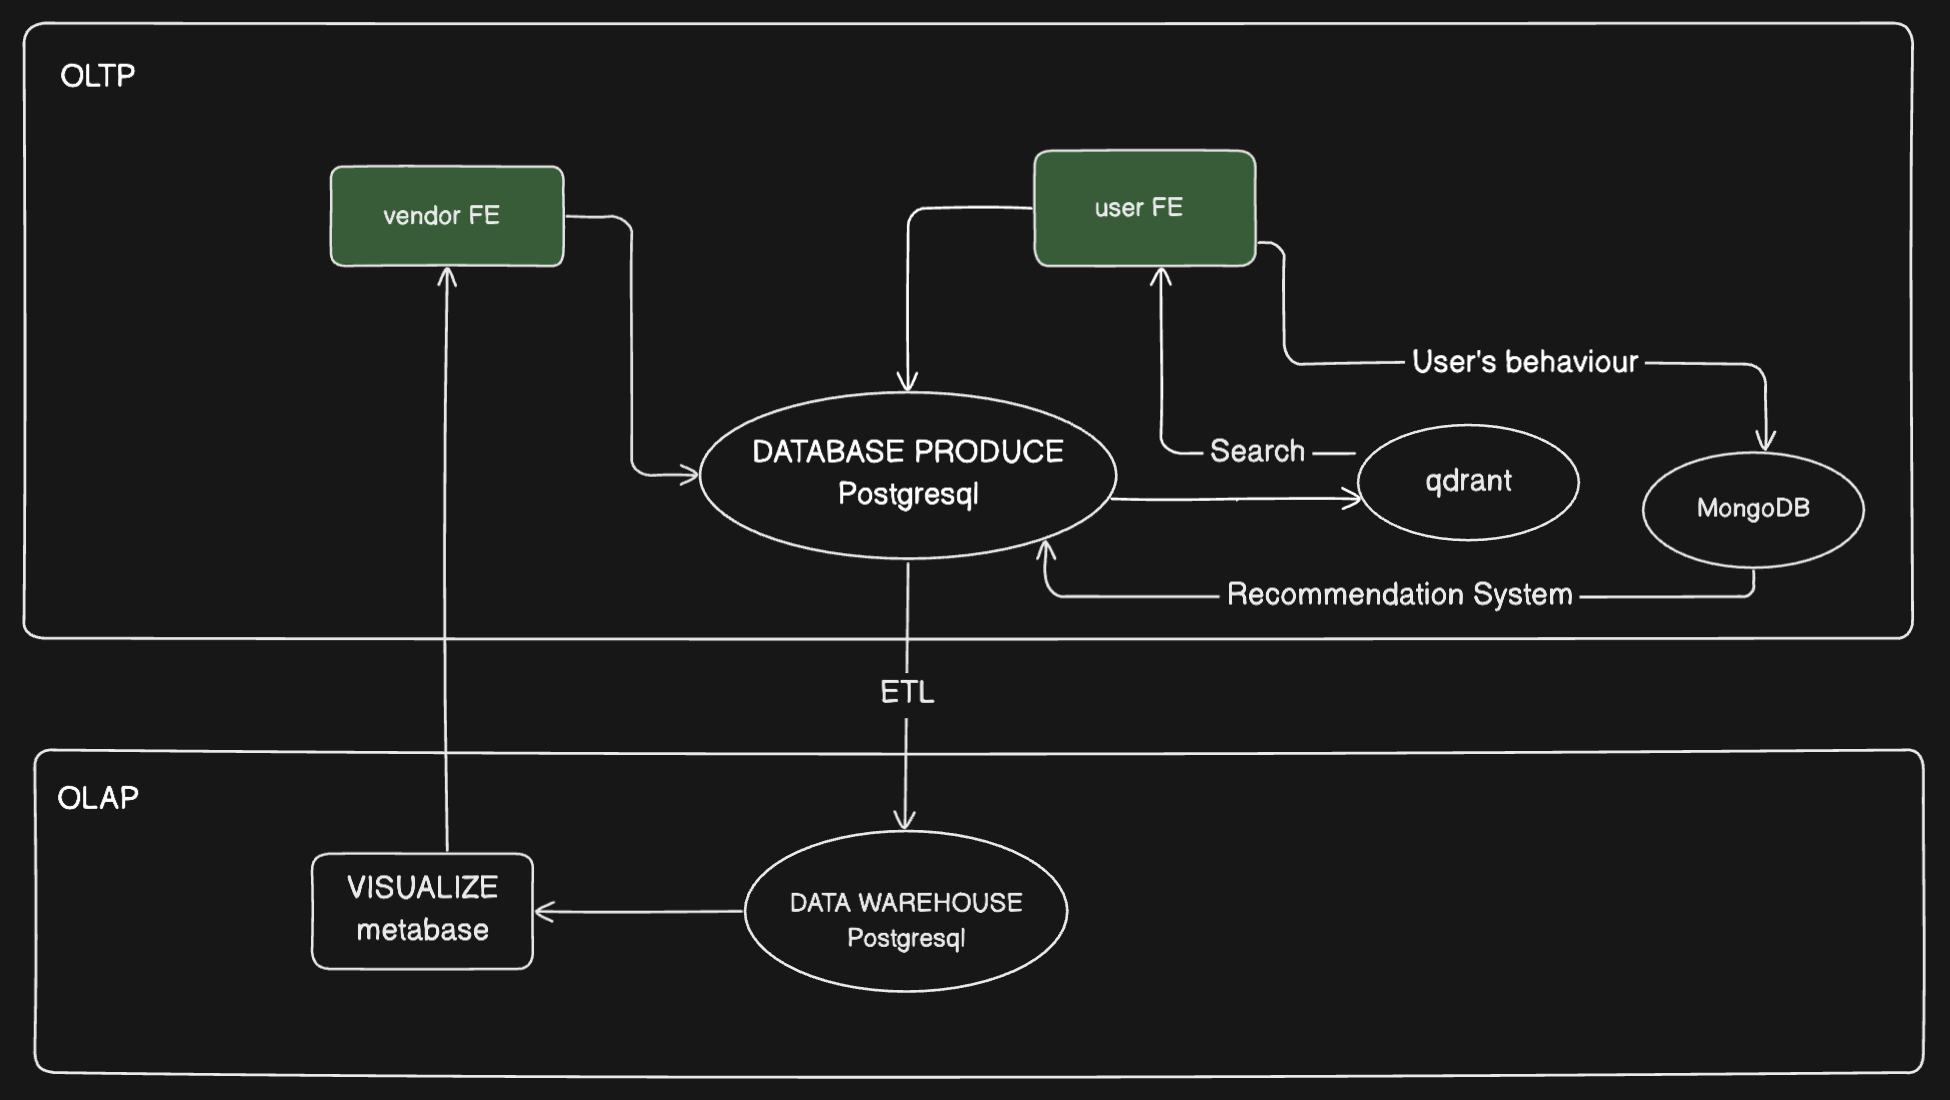 OLTP
vendor FE
user FE
User's behaviour
DATABASE PRODUCE
Postgresql
Search
qdrant
MongoDB
Recommendation System
ETL
OLAP
VISUALIZE
metabase
DATA WAREHOUSE
Postgresql